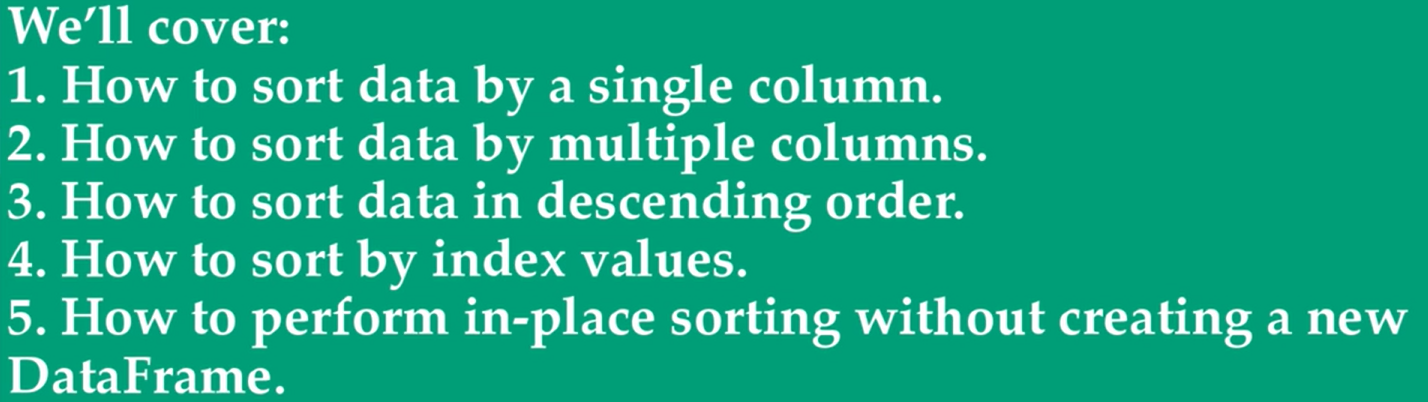 We’ll cover:
1. How to sort data by a single column.
2. How to sort data by multiple columns.
3. How to sort data in descending order.
4. How to sort by index values.
5. How to perform in-place sorting without creating a new
DataFrame.